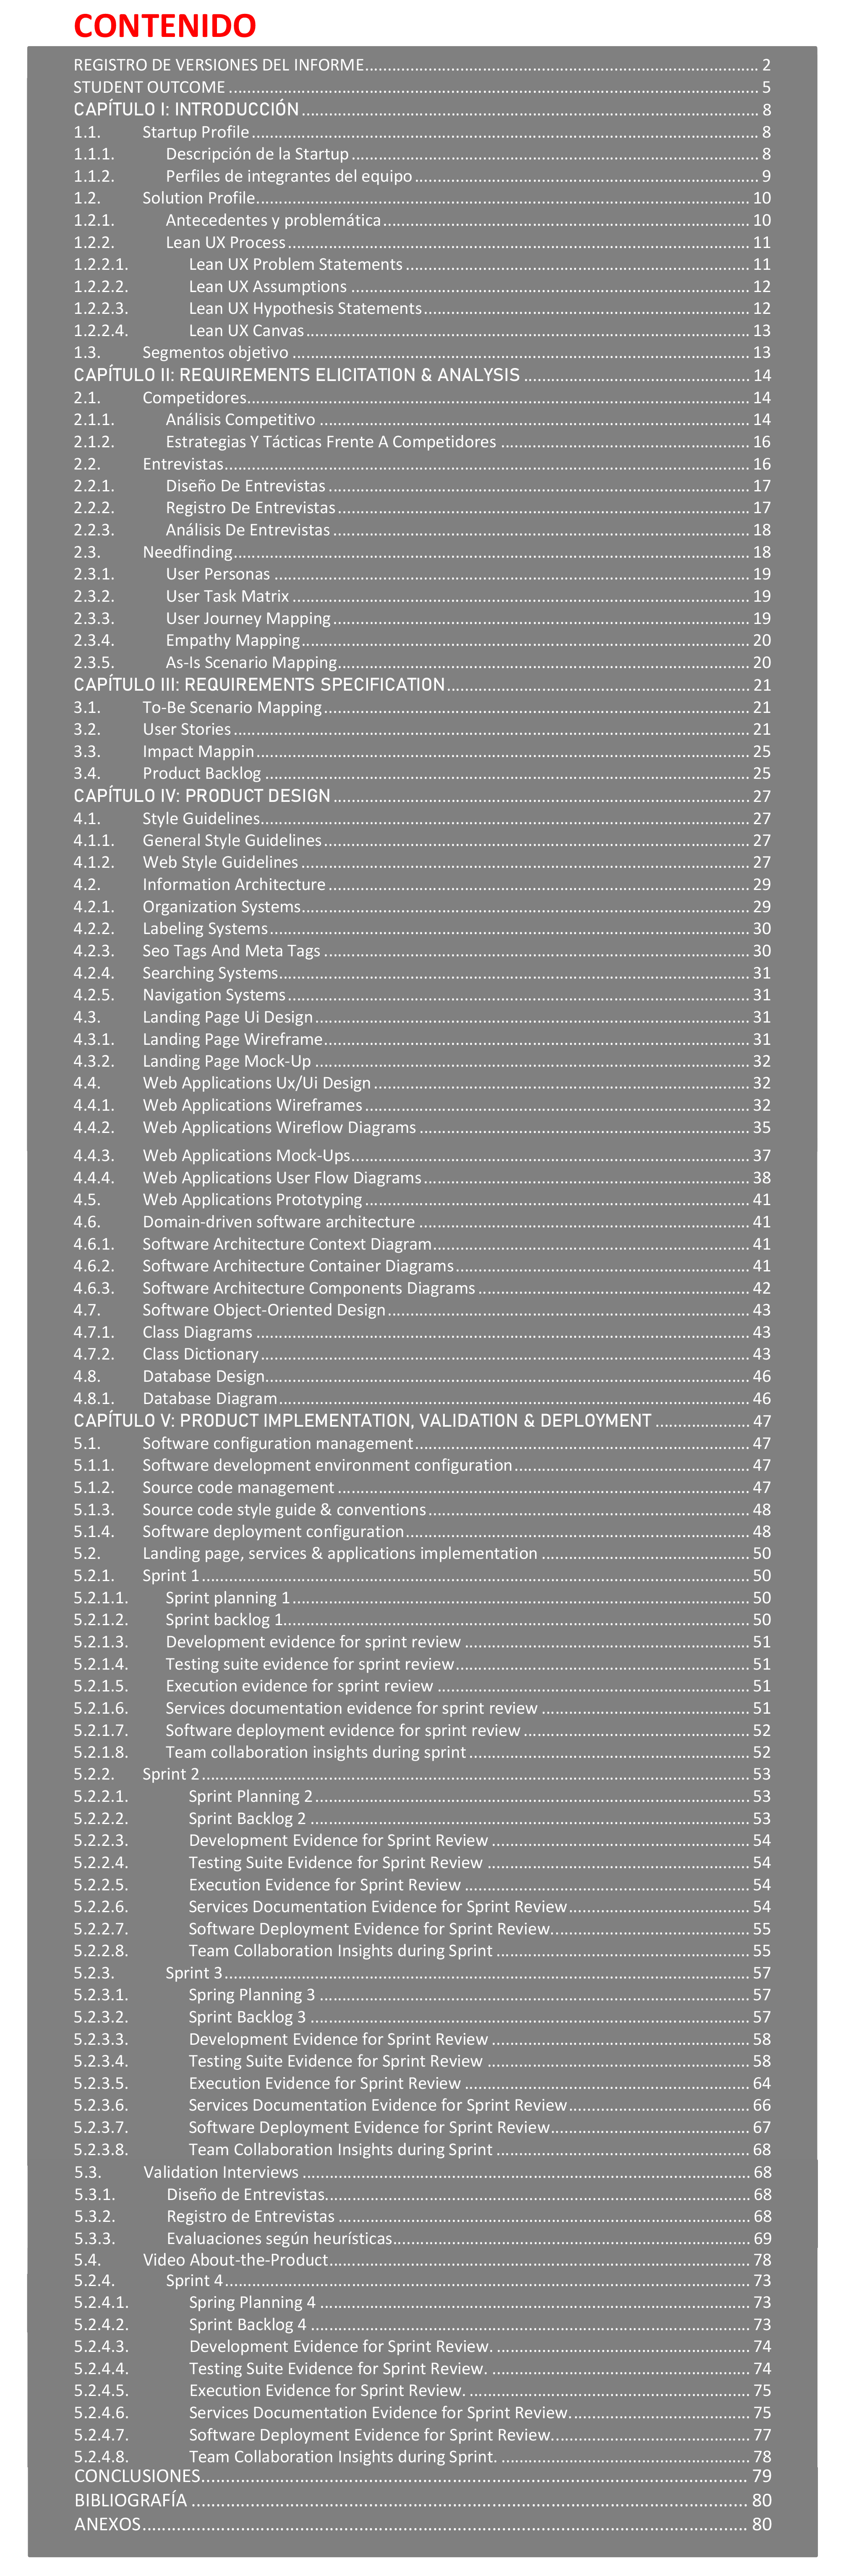 CONTENIDO
REGISTRO DE VERSIONES DEL INFORME 2
STUDENT OUTCOME 5
CAPÍTULO I: INTRODUCCIÓN 8
1.1. Startup Profile 8
1.1.1. Descripción de la Startup 8
1.1.2. Perfiles de integrantes del equipo 9
1.2. Solution Profile 10
1.2.1. Antecedentes y problemática 10
1.2.2. Lean UX Process 11
1.2.2.1. Lean UX Problem Statements 11
1.2.2.2. Lean UX Assumptions 12
1.2.2.3. Lean UX Hypothesis Statements 12
1.2.2.4. Lean UX Canvas 13
1.3. Segmentos objetivo 13
CAPÍTULO II: REQUIREMENTS ELICITATION & ANALYSIS 14
2.1. Competidores 14
2.1.1. Análisis Competitivo 14
2.1.2. Estrategias Y Tácticas Frente A Competidores 16
2.2. Entrevistas 16
2.2.1. Diseño De Entrevistas 17
2.2.2. Registro De Entrevistas 17
2.2.3. Análisis De Entrevistas 18
2.3. Needfinding 18
2.3.1. User Personas 19
2.3.2. User Task Matrix 19
2.3.3. User Journey Mapping 19
2.3.4. Empathy Mapping 20
2.3.5. As-Is Scenario Mapping 20
CAPÍTULO III: REQUIREMENTS SPECIFICATION 21
3.1. To-Be Scenario Mapping 21
3.2. User Stories 21
3.3. Impact Mappin 25
3.4. Product Backlog 25
CAPÍTULO IV: PRODUCT DESIGN 27
4.1. Style Guidelines 27
4.1.1. General Style Guidelines 27
4.1.2. Web Style Guidelines 27
4.2. Information Architecture 29
4.2.1. Organization Systems 29
4.2.2. Labeling Systems 30
4.2.3. Seo Tags And Meta Tags 30
4.2.4. Searching Systems 31
4.2.5. Navigation Systems 31
4.3. Landing Page Ui Design 31
4.3.1. Landing Page Wireframe 31
4.3.2. Landing Page Mock-Up 32
4.4. Web Applications Ux/Ui Design 32
4.4.1. Web Applications Wireframes 32
4.4.2. Web Applications Wireflow Diagrams 35
4.4.3. Web Applications Mock-Ups 37
4.4.4. Web Applications User Flow Diagrams 38
4.5. Web Applications Prototyping 41
4.6. Domain-driven software architecture 41
4.6.1. Software Architecture Context Diagram 41
4.6.2. Software Architecture Container Diagrams 41
4.6.3. Software Architecture Components Diagrams 42
4.7. Software Object-Oriented Design 43
4.7.1. Class Diagrams 43
4.7.2. Class Dictionary 43
4.8. Database Design 46
4.8.1. Database Diagram 46
CAPÍTULO V: PRODUCT IMPLEMENTATION, VALIDATION & DEPLOYMENT 47
5.1. Software configuration management 47
5.1.1. Software development environment configuration 47
5.1.2. Source code management 47
5.1.3. Source code style guide & conventions 48
5.1.4. Software deployment configuration 48
5.2. Landing page, services & applications implementation 50
5.2.1. Sprint 1 50
5.2.1.1. Sprint planning 1 50
5.2.1.2. Sprint backlog 1 50
5.2.1.3. Development evidence for sprint review 51
5.2.1.4. Testing suite evidence for sprint review 51
5.2.1.5. Execution evidence for sprint review 51
5.2.1.6. Services documentation evidence for sprint review 51
5.2.1.7. Software deployment evidence for sprint review 52
5.2.1.8. Team collaboration insights during sprint 52
5.2.2. Sprint 2 53
5.2.2.1. Sprint Planning 2 53
5.2.2.2. Sprint Backlog 2 53
5.2.2.3. Development Evidence for Sprint Review 54
5.2.2.4. Testing Suite Evidence for Sprint Review 54
5.2.2.5. Execution Evidence for Sprint Review 54
5.2.2.6. Services Documentation Evidence for Sprint Review 54
5.2.2.7. Software Deployment Evidence for Sprint Review. 55
5.2.2.8. Team Collaboration Insights during Sprint 55
5.2.3. Sprint 3 57
5.2.3.1. Spring Planning 3 57
5.2.3.2. Sprint Backlog 3 57
5.2.3.3. Development Evidence for Sprint Review 58
5.2.3.4. Testing Suite Evidence for Sprint Review 58
5.2.3.5. Execution Evidence for Sprint Review 64
5.2.3.6. Services Documentation Evidence for Sprint Review 66
5.2.3.7. Software Deployment Evidence for Sprint Review 67
5.2.3.8. Team Collaboration Insights during Sprint 68
5.3. Validation Interviews 68
5.3.1. Diseño de Entrevistas 68
5.3.2. Registro de Entrevistas 68
5.3.3. Evaluaciones según heurísticas 69
5.4. Video About-the-Product 78
5.2.4. Sprint 4 73
5.2.4.1. Spring Planning 4 73
5.2.4.2. Sprint Backlog 4 73
5.2.4.3. Development Evidence for Sprint Review. 74
5.2.4.4. Testing Suite Evidence for Sprint Review. 74
5.2.4.5. Execution Evidence for Sprint Review. 75
5.2.4.6. Services Documentation Evidence for Sprint Review. 75
5.2.4.7. Software Deployment Evidence for Sprint Review. 77
5.2.4.8. Team Collaboration Insights during Sprint. 78
CONCLUSIONES 79
BIBLIOGRAFÍA 80
ANEXOS 80